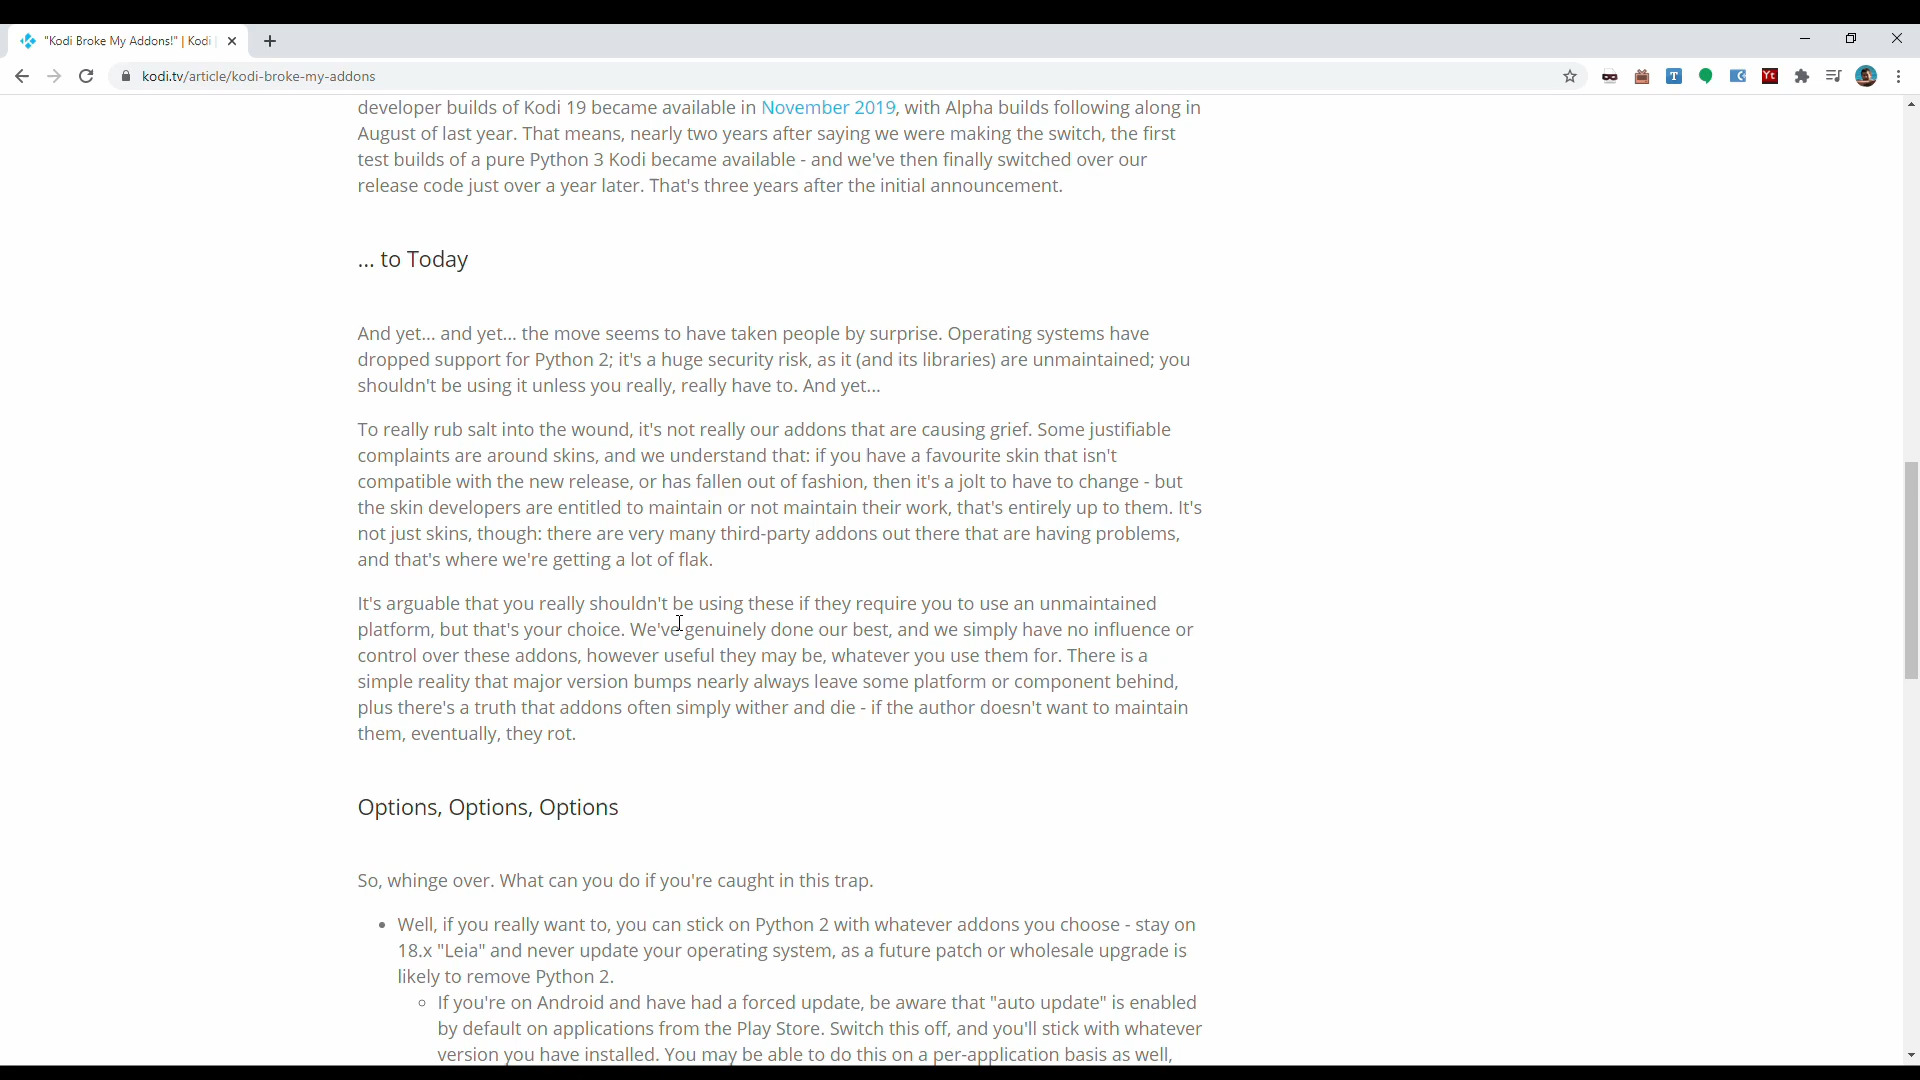 "Kodi Broke My Addons!" | Kodi |
kodi.tv/article/kodi-broke-my-addons
T
Yt
developer builds of Kodi 19 became available in November 2019, with Alpha builds following along in
August of last year. That means, nearly two years after saying we were making the switch, the first
test builds of a pure Python 3 Kodi became available - and we've then finally switched over our
release code just over a year later. That's three years after the initial announcement.
... to Today
And yet... and yet... the move seems to have taken people by surprise. Operating systems have
dropped support for Python 2; it's a huge security risk, as it (and its libraries) are unmaintained; you
shouldn't be using it unless you really, really have to. And yet...
To really rub salt into the wound, it's not really our addons that are causing grief. Some justifiable
complaints are around skins, and we understand that: if you have a favourite skin that isn't
compatible with the new release, or has fallen out of fashion, then it's a jolt to have to change - but
the skin developers are entitled to maintain or not maintain their work, that's entirely up to them. It's
not just skins, though: there are very many third-party addons out there that are having problems,
and that's where we're getting a lot of flak.
It's arguable that you really shouldn't be using these if they require you to use an unmaintained
platform, but that's your choice. We've genuinely done our best, and we simply have no influence or
control over these addons, however useful they may be, whatever you use them for. There is a
simple reality that major version bumps nearly always leave some platform or component behind,
plus there's a truth that addons often simply wither and die - if the author doesn't want to maintain
them, eventually, they rot.
Options, Options, Options
So, whinge over. What can you do if you're caught in this trap.
• Well, if you really want to, you can stick on Python 2 with whatever addons you choose - stay on
18.x "Leia" and never update your operating system, as a future patch or wholesale upgrade is
likely to remove Python 2.
◦ If you're on Android and have had a forced update, be aware that "auto update" is enabled
by default on applications from the Play Store. Switch this off, and you'll stick with whatever
version you have installed. You may be able to do this on a per-application basis as well,